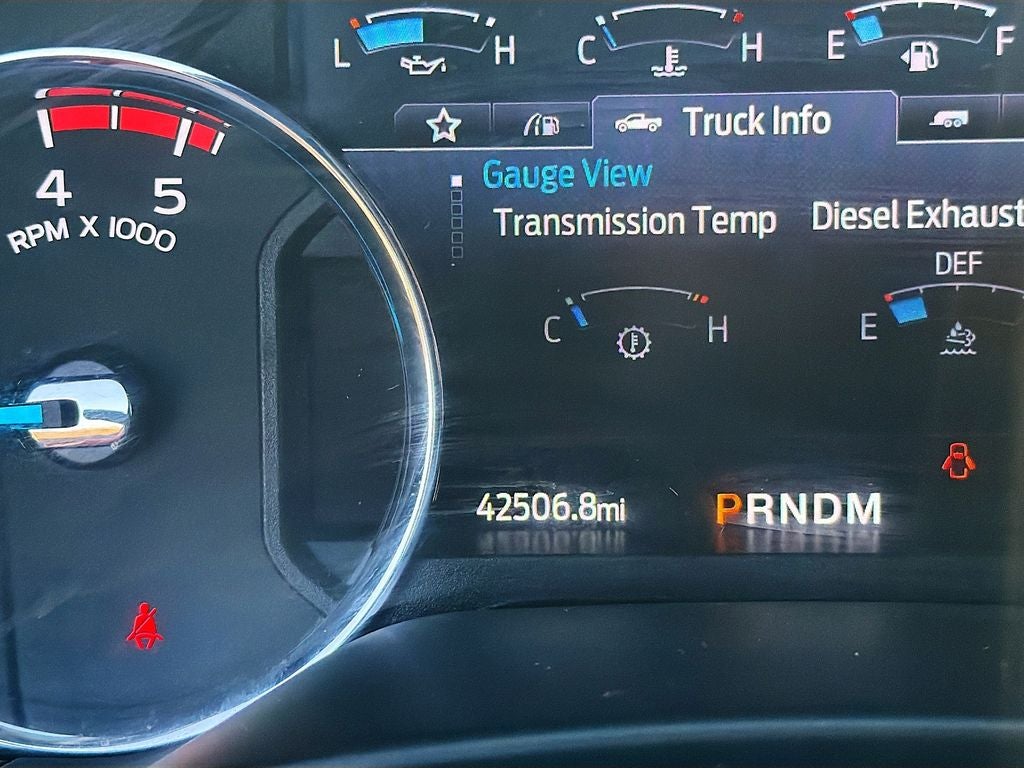 L H C H E F
Truck Info
Gauge View
Transmission Temp Diesel Exhaust
DEF
C H E
4 5
RPM X 1000
42506.8mi PRNDM